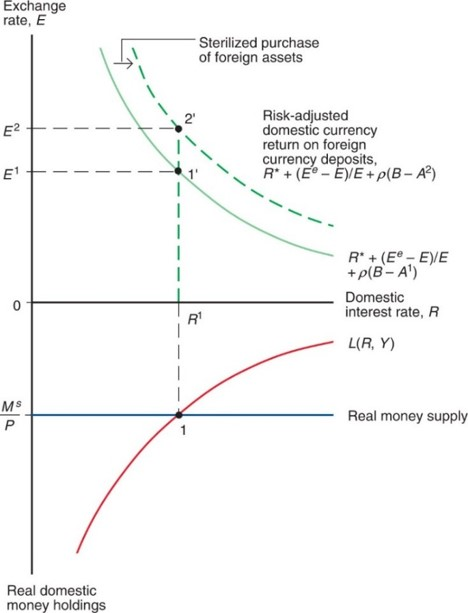 Exchange
rate, E
Sterilized purchase
of foreign assets
E²
2'
Risk-adjusted
domestic currency
return on foreign
currency deposits,
R* + (Eᵉ – E)/E + ρ(B – A²)
E¹
1'
R* + (Eᵉ – E)/E
+ ρ(B – A¹)
0
Domestic
interest rate, R
R¹
L(R, Y)
Mˢ
P
Real money supply
1
Real domestic
money holdings